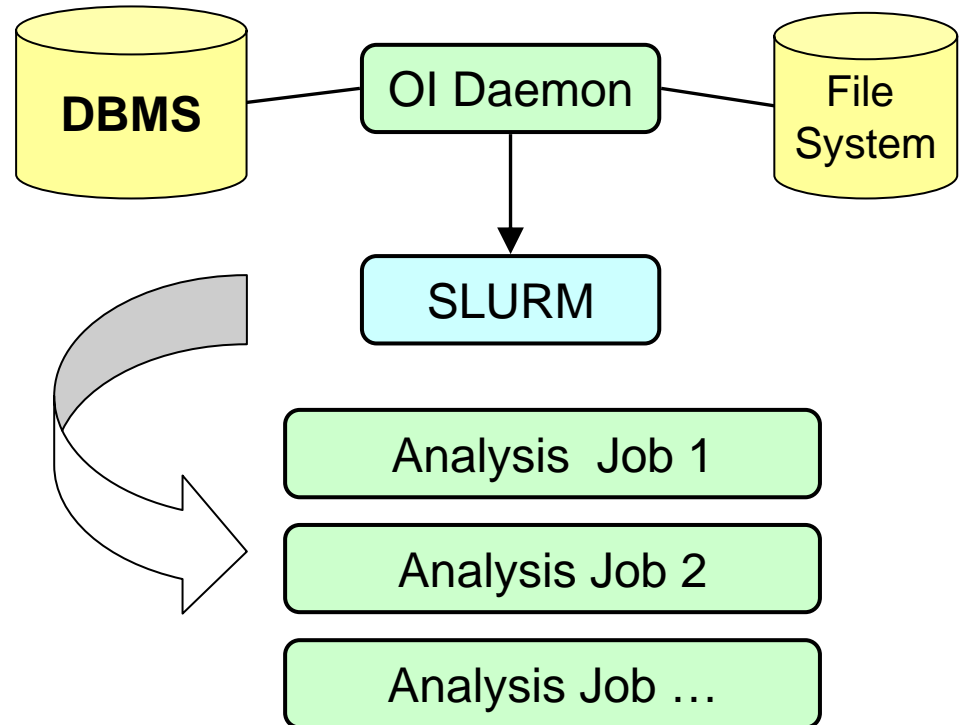 DBMS
OI Daemon
File
System
SLURM
Analysis Job 1
Analysis Job 2
Analysis Job …